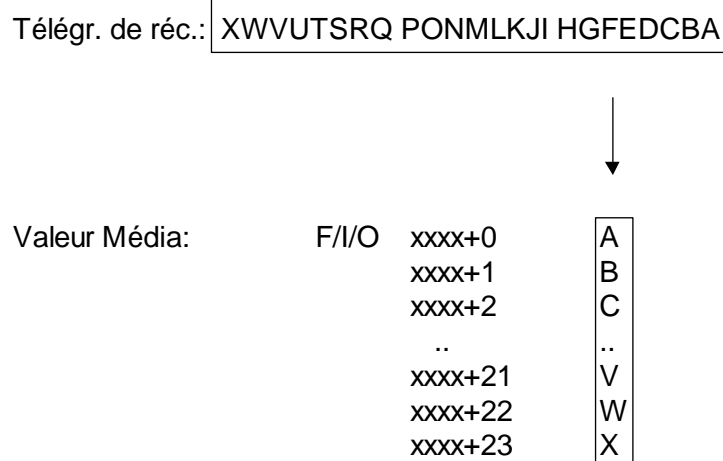 Télégr. de réc.: XWVUTSRQ PONMLKJI HGFEDCBA
Valeur Média: F/I/O xxxx+0 A
xxxx+1 B
xxxx+2 C
.. ..
xxxx+21 V
xxxx+22 W
xxxx+23 X